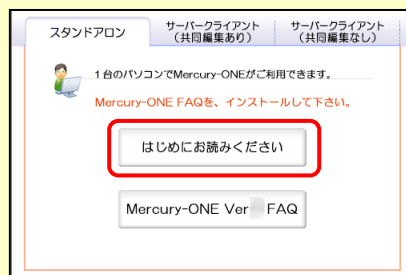 スタンドアロン
サーバークライアント
（共同編集あり）
サーバークライアント
（共同編集なし）
1台のパソコンでMercury-ONEがご利用できます。
Mercury-ONE FAQを、インストールして下さい。
はじめにお読みください
Mercury-ONE Ver FAQ